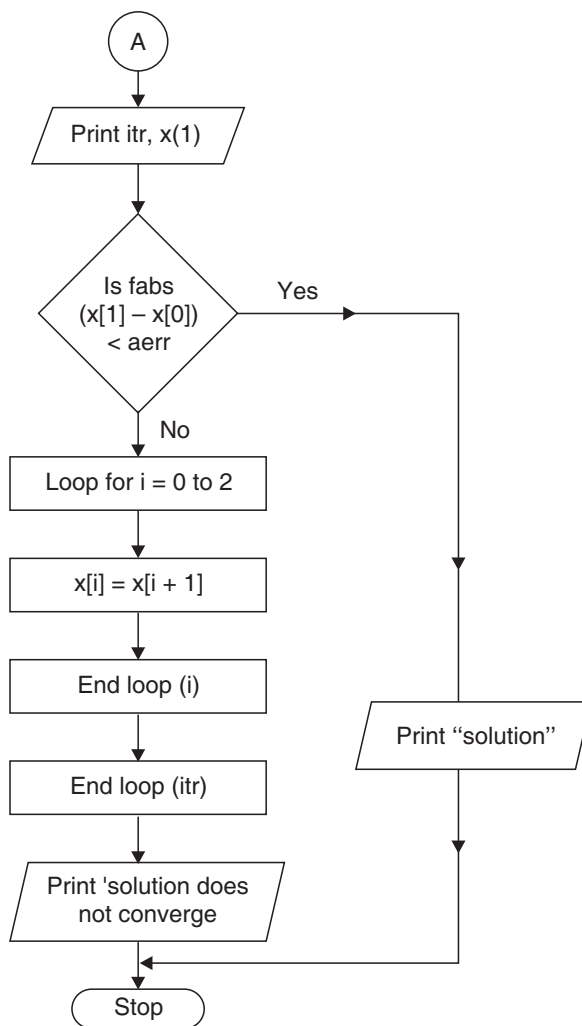 A
Print itr, x(1)
Is fabs
(x[1] – x[0])
< aerr
Yes
No
Loop for i = 0 to 2
x[i] = x[i + 1]
End loop (i)
Print ‘‘solution’’
End loop (itr)
Print 'solution does
not converge
Stop